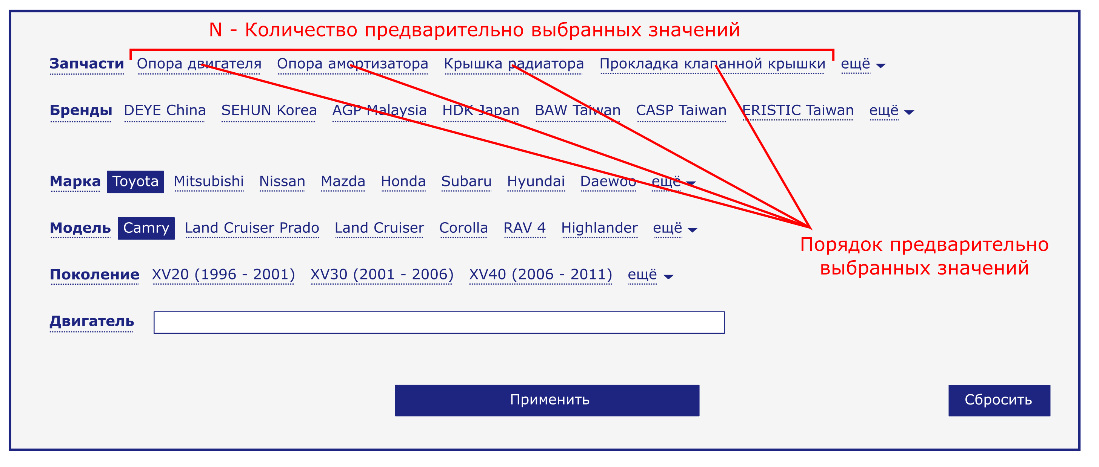 N - Количество предварительно выбранных значений
Запчасти Опора двигателя Опора амортизатора Крышка радиатора Прокладка клапанной крышки ещё
Бренды DEYE China SEHUN Korea AGP Malaysia HDK Japan BAW Taiwan CASP Taiwan ERISTIC Taiwan ещё
Марка Toyota Mitsubishi Nissan Mazda Honda Subaru Hyundai Daewoo ещё
Модель Camry Land Cruiser Prado Land Cruiser Corolla RAV 4 Highlander ещё
Порядок предварительно
выбранных значений
Поколение XV20 (1996 - 2001) XV30 (2001 - 2006) XV40 (2006 - 2011) ещё
Двигатель
Применить Сбросить